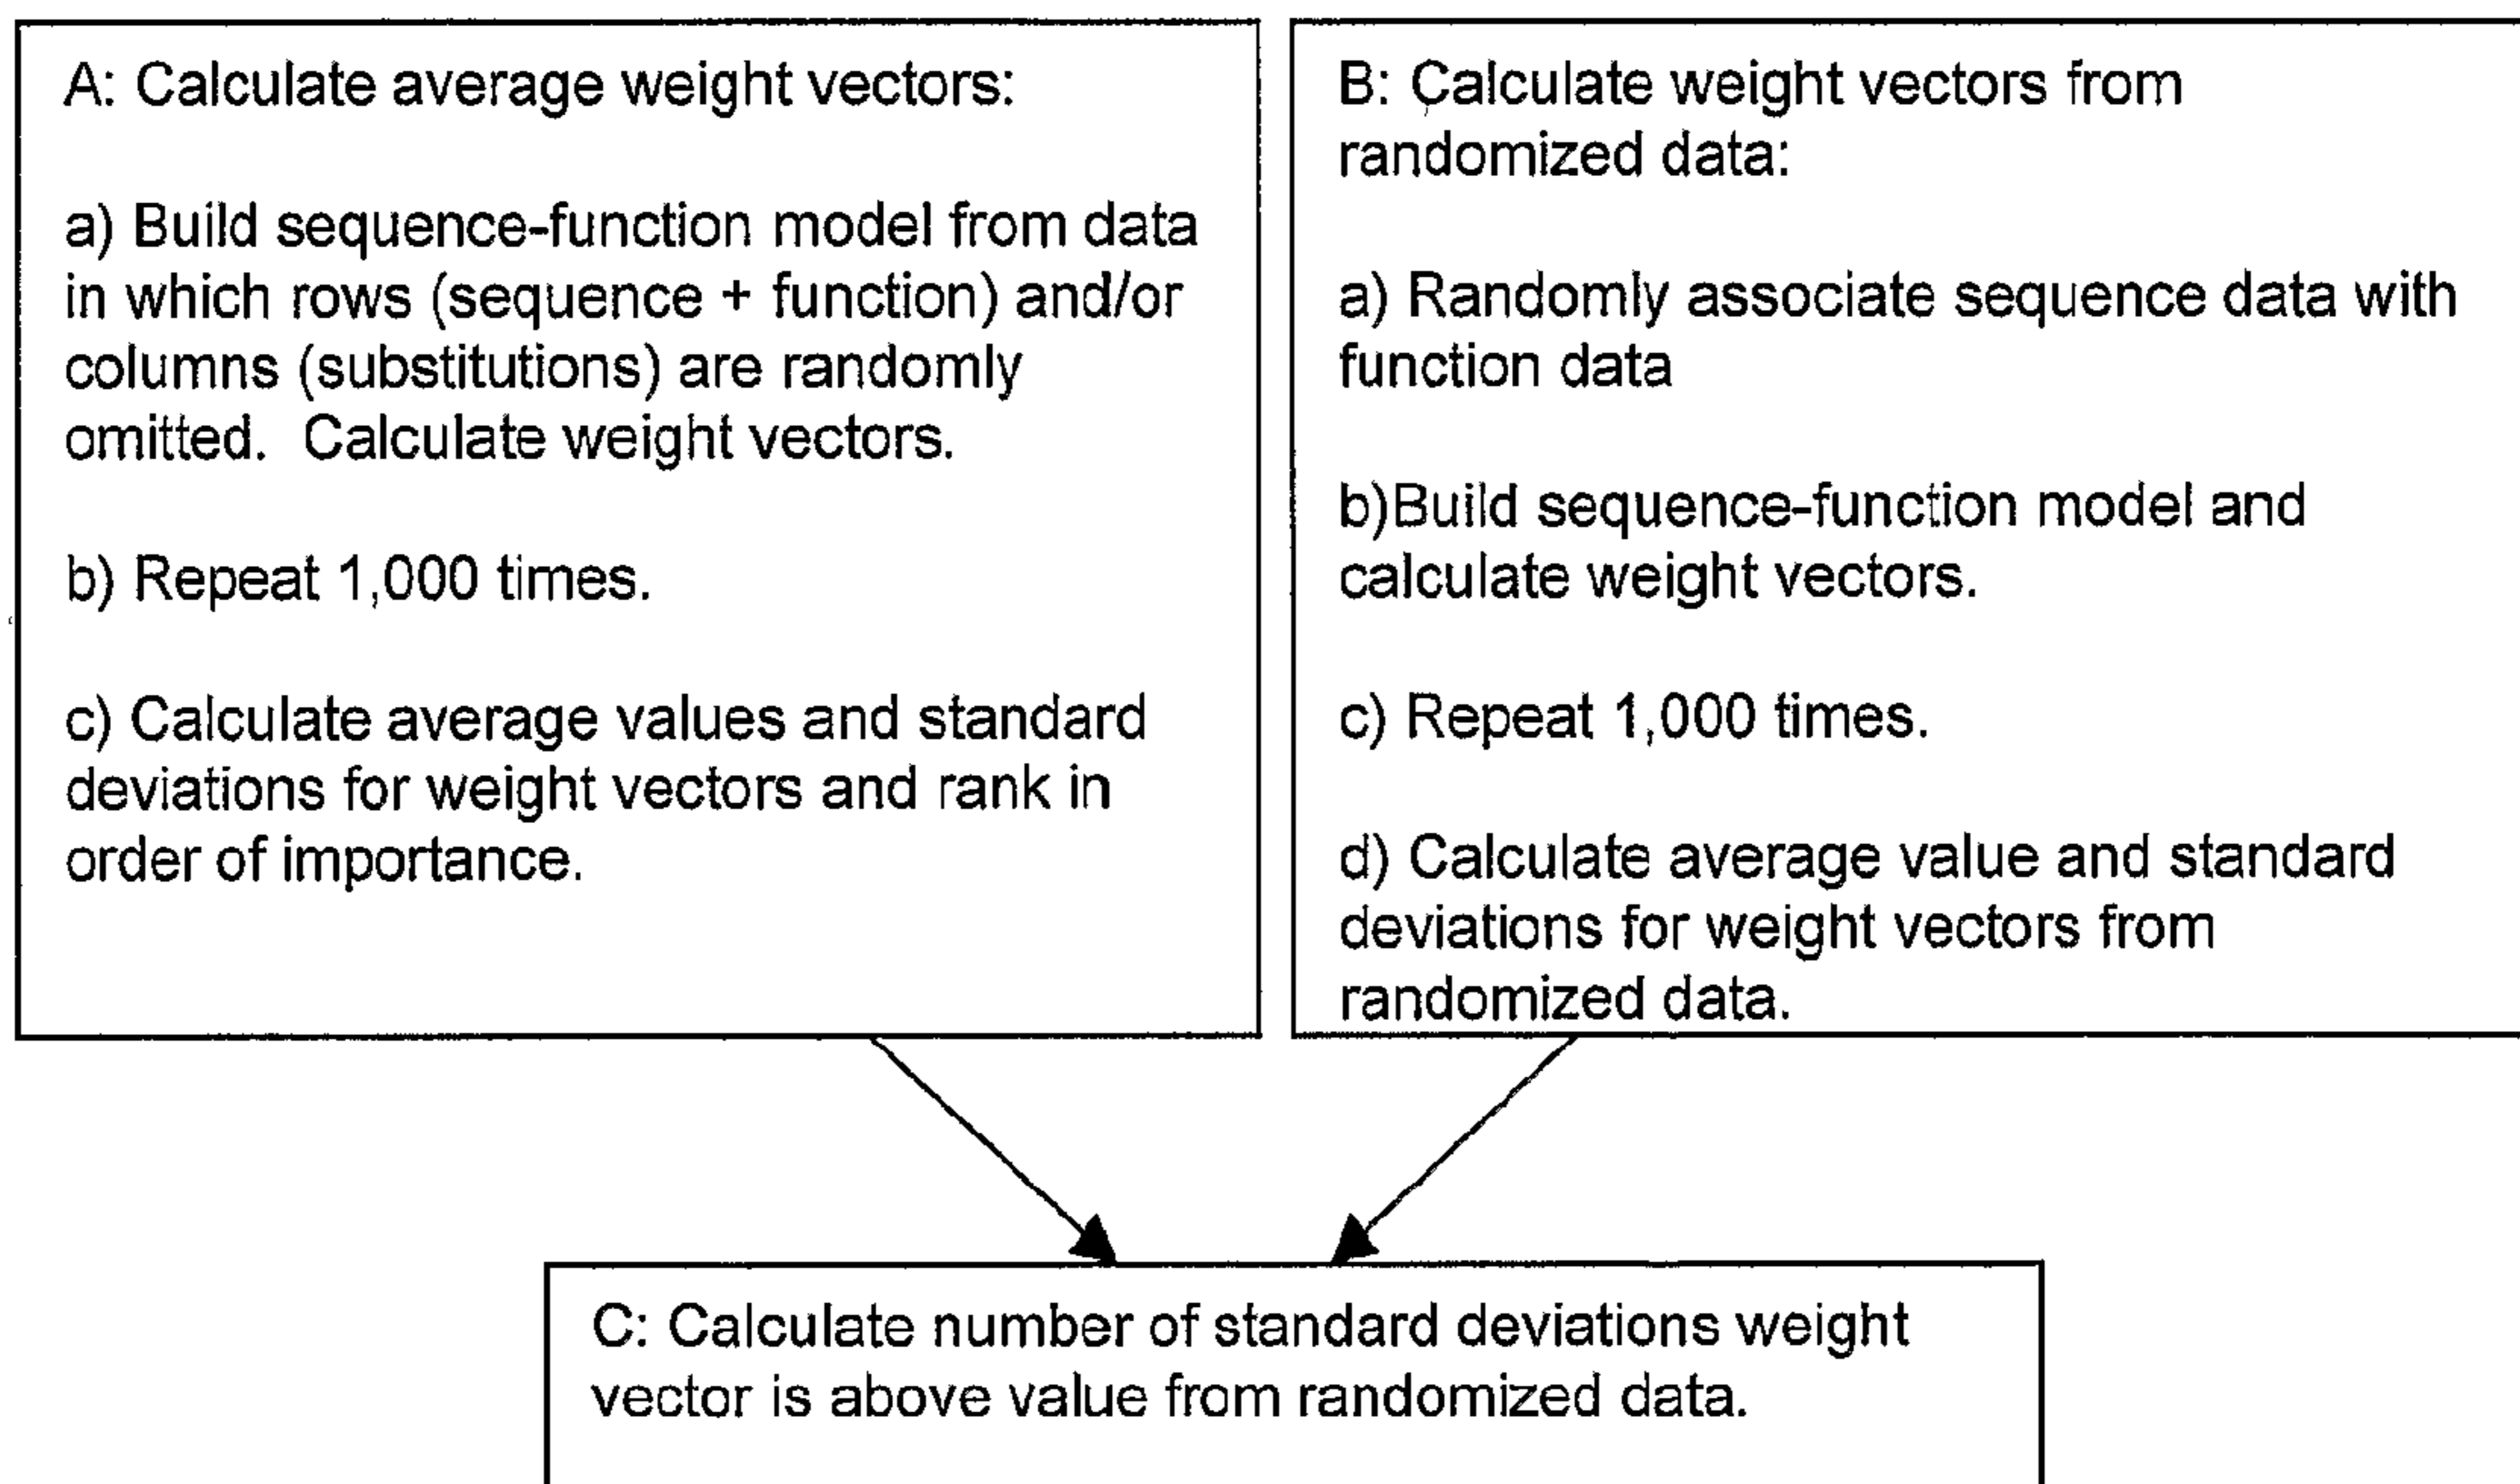 A: Calculate average weight vectors:
a) Build sequence-function model from data
in which rows (sequence + function) and/or
columns (substitutions) are randomly
omitted.  Calculate weight vectors.
b) Repeat 1,000 times.
c) Calculate average values and standard
deviations for weight vectors and rank in
order of importance.
B: Calculate weight vectors from
randomized data:
a) Randomly associate sequence data with
function data
b)Build sequence-function model and
calculate weight vectors.
c) Repeat 1,000 times.
d) Calculate average value and standard
deviations for weight vectors from
randomized data.
C: Calculate number of standard deviations weight
vector is above value from randomized data.